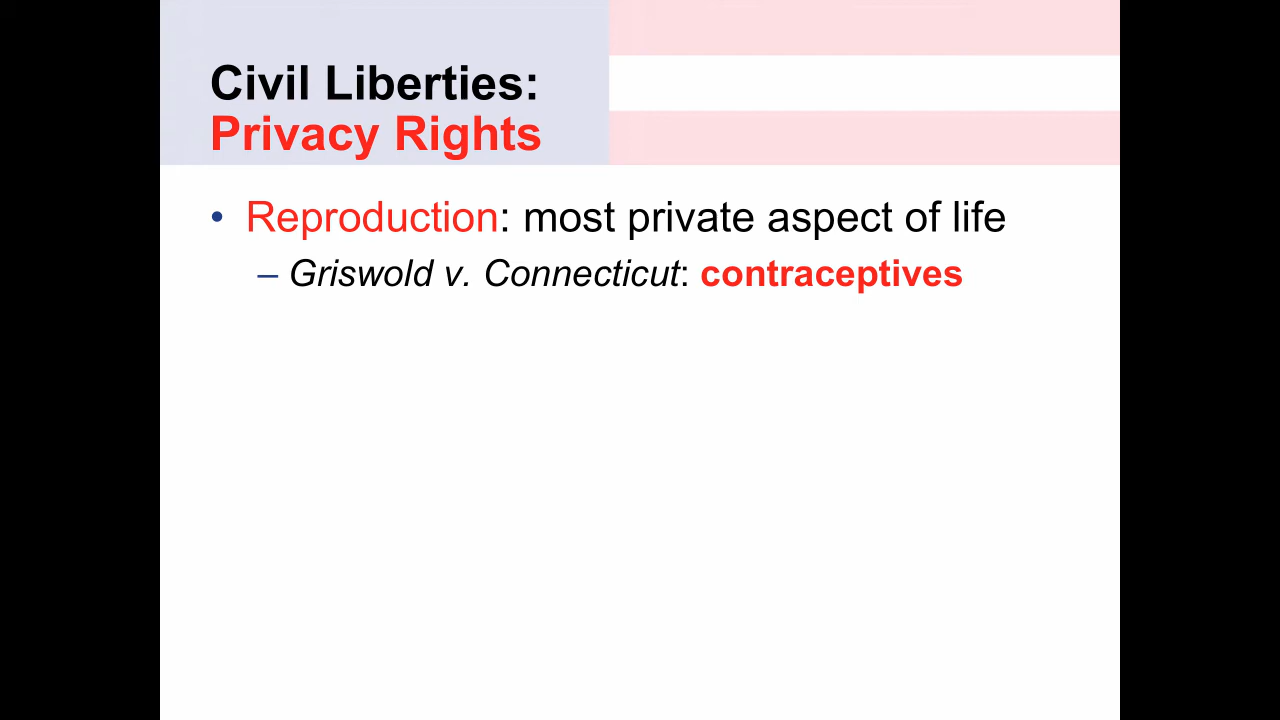 Civil Liberties:
Privacy Rights
• Reproduction: most private aspect of life
– Griswold v. Connecticut: contraceptives